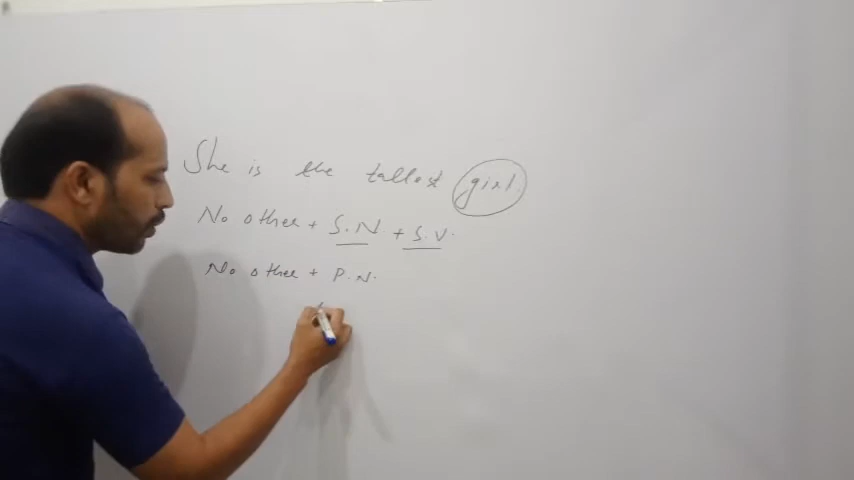 She is the tallest girl.
No other + S.N + S.V.
No other + P.N.